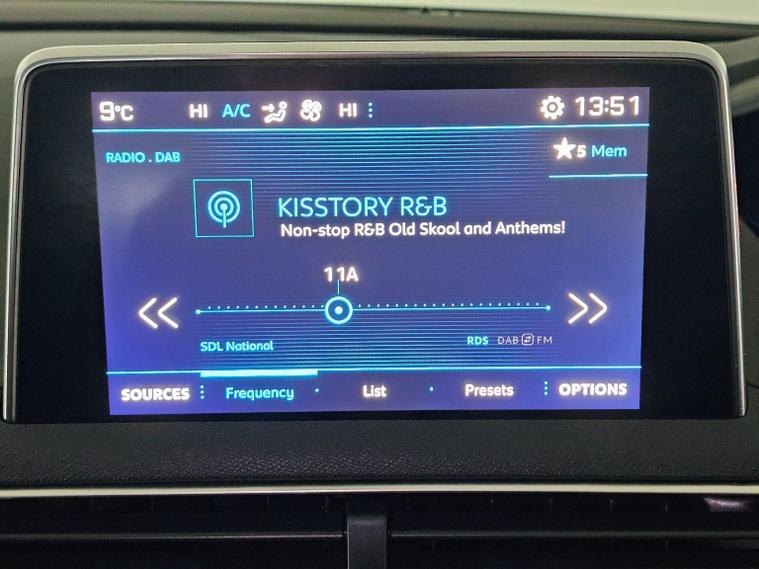 9°C HI A/C HI 13:51
RADIO . DAB
5 Mem
KISSTORY R&B
Non-stop R&B Old Skool and Anthems!
11A
SDL National RDS DAB FM
SOURCES Frequency List Presets OPTIONS